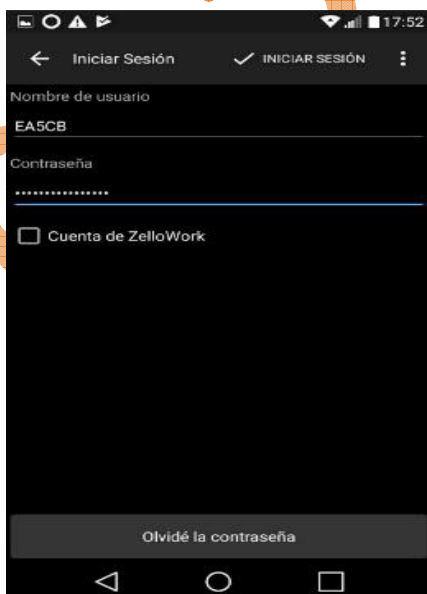 17:52
Iniciar Sesión
INICIAR SESIÓN
Nombre de usuario
EA5CB
Contraseña
••••••••••••••••
Cuenta de ZelloWork
Olvidé la contraseña